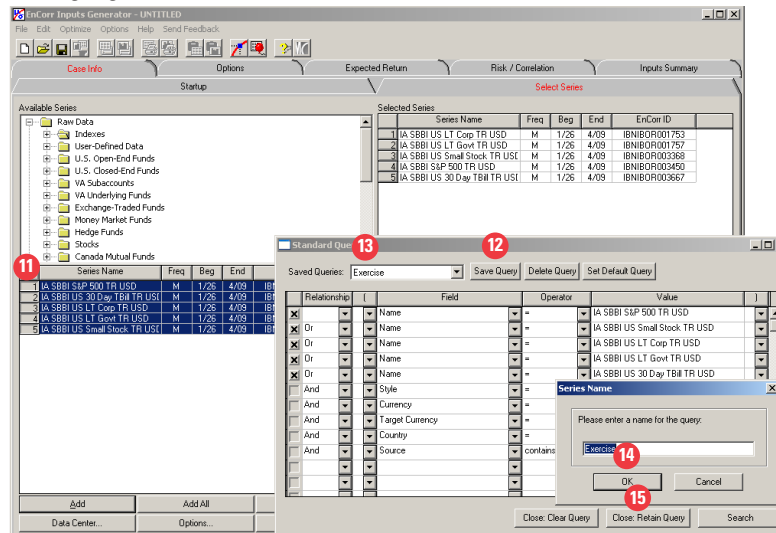 EnCorr Inputs Generator - UNTITLED
File Edit Optimize Options Help Send Feedback
Case Info Options Expected Return Risk / Correlation Inputs Summary
Startup Select Series
Available Series
Raw Data
Indexes
User-Defined Data
U.S. Open-End Funds
U.S. Closed-End Funds
VA Subaccounts
VA Underlying Funds
Exchange-Traded Funds
Money Market Funds
Hedge Funds
Stocks
Canada Mutual Funds
Selected Series
Series Name Freq Beg End EnCorr ID
1 IA SBBI US LT Corp TR USD M 1/26 4/09 IBNIBOR001753
2 IA SBBI US LT Govt TR USD M 1/26 4/09 IBNIBOR001757
3 IA SBBI US Small Stock TR USD M 1/26 4/09 IBNIBOR003368
4 IA SBBI S&P 500 TR USD M 1/26 4/09 IBNIBOR003450
5 IA SBBI US 30 Day TBill TR USI M 1/26 4/09 IBNIBOR003667
11
Series Name Freq Beg End
1 IA SBBI S&P 500 TR USD M 1/26 4/09 IBN
2 IA SBBI US 30 Day TBill TR USI M 1/26 4/09 IBN
3 IA SBBI US LT Corp TR USD M 1/26 4/09 IBN
4 IA SBBI US LT Govt TR USD M 1/26 4/09 IBN
5 IA SBBI US Small Stock TR USI M 1/26 4/09 IBN
Add Add All
Data Center... Options...
Standard Qu
13 12
Saved Queries: Exercise Save Query Delete Query Set Default Query
Relationship ( Field Operator Value )
Name = IA SBBI S&P 500 TR USD
Or Name = IA SBBI US Small Stock TR USD
Or Name = IA SBBI US LT Corp TR USD
Or Name = IA SBBI US LT Govt TR USD
Or Name = IA SBBI US 30 Day TBill TR USD
And Style =
And Currency =
And Target Currency =
And Country =
And Source contains
Series Name
Please enter a name for the query:
Exercise
14
OK Cancel
15
Close: Clear Query Close: Retain Query Search